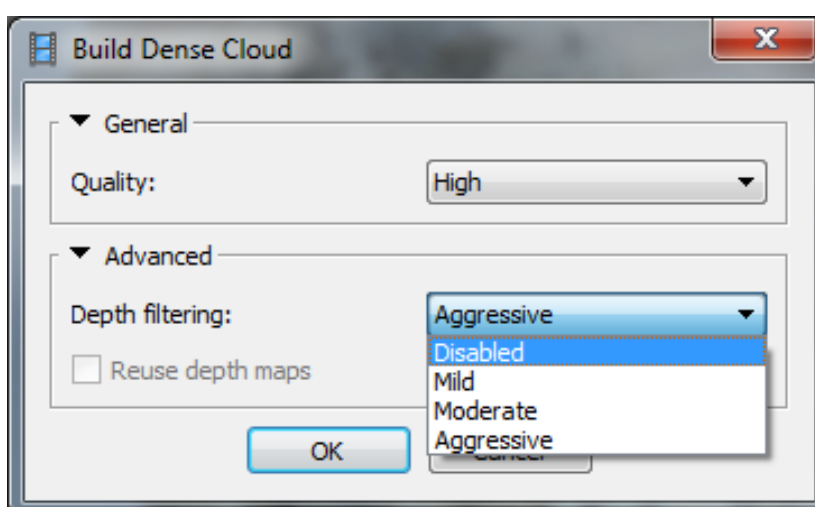 Build Dense Cloud
General
Quality: High
Advanced
Depth filtering: Aggressive
Disabled
Reuse depth maps Mild
Moderate
Aggressive
OK